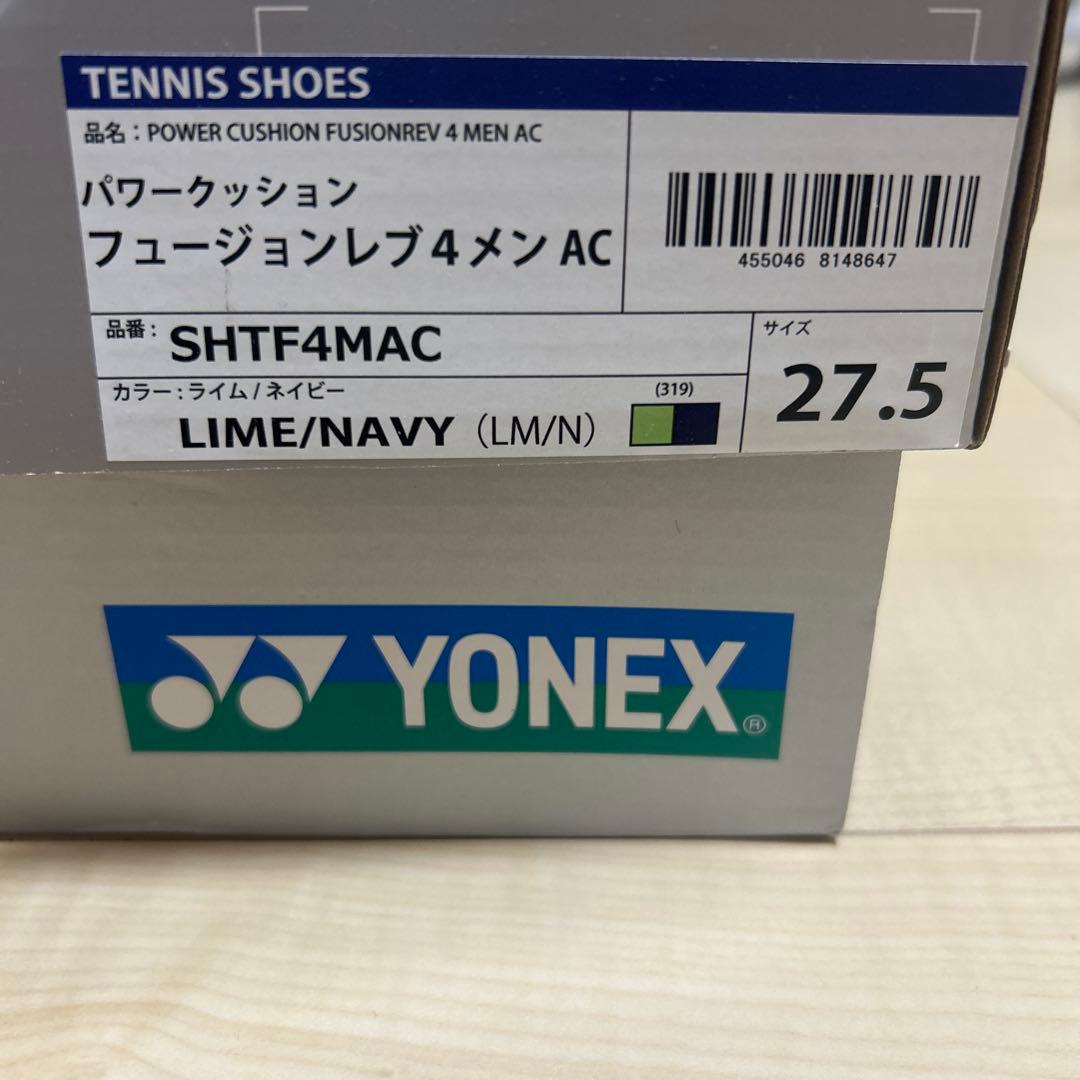 TENNIS SHOES
品名：POWER CUSHION FUSIONREV 4 MEN AC
パワークッション
フュージョンレブ4メン AC
455046 8148647
品番：SHTF4MAC
カラー：ライム/ネイビー
LIME/NAVY（LM/N）
(319)
サイズ
27.5
YONEX®